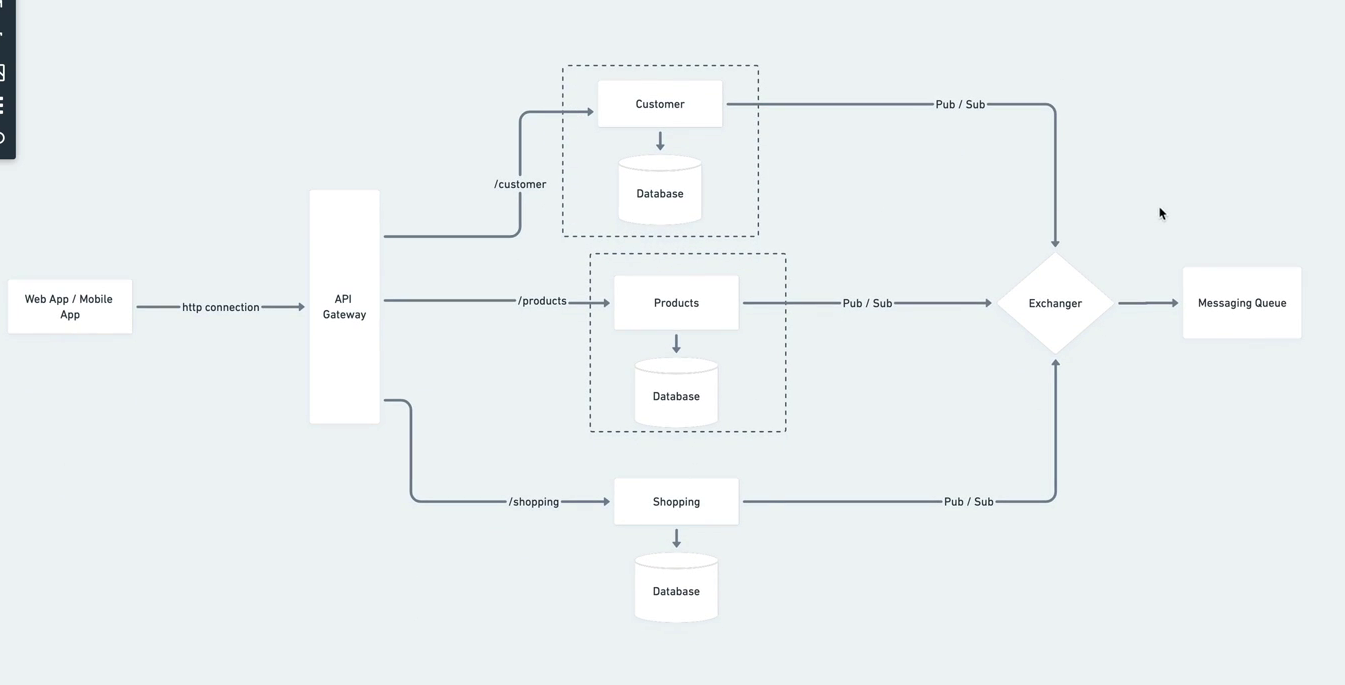 Customer
Pub / Sub
Database
/customer
Web App / Mobile
App
http connection
API
Gateway
/products
Products
Pub / Sub
Exchanger
Messaging Queue
Database
/shopping
Shopping
Pub / Sub
Database